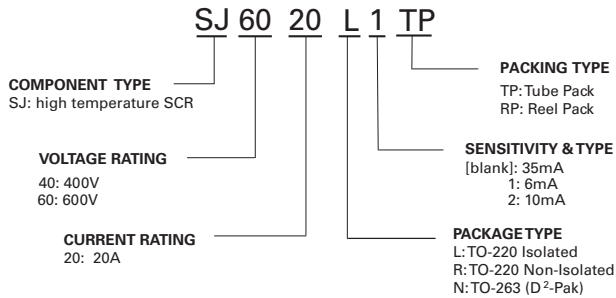 SJ 60 20 L 1 TP
COMPONENT TYPE
SJ: high temperature SCR
VOLTAGE RATING
40: 400V
60: 600V
CURRENT RATING
20: 20A
PACKING TYPE
TP: Tube Pack
RP: Reel Pack
SENSITIVITY & TYPE
[blank]: 35mA
1: 6mA
2: 10mA
PACKAGE TYPE
L: TO-220 Isolated
R: TO-220 Non-Isolated
N: TO-263 (D²-Pak)